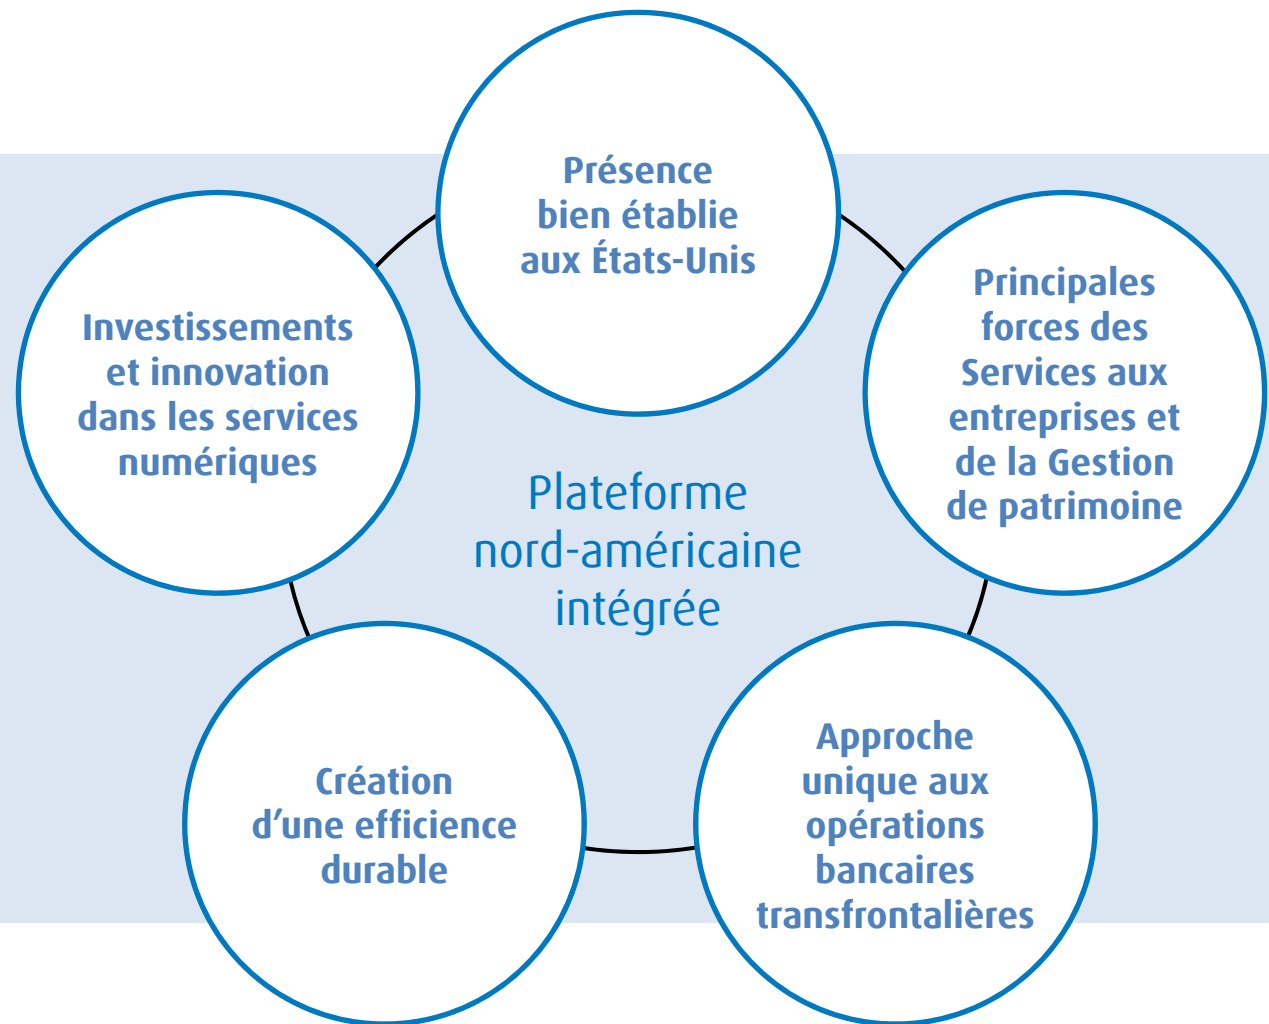 Présence
bien établie
aux États-Unis
Principales
forces des
Services aux
entreprises et
de la Gestion
de patrimoine
Investissements
et innovation
dans les services
numériques
Plateforme
nord-américaine
intégrée
Approche
unique aux
opérations
bancaires
transfrontalières
Création
d’une efficience
durable